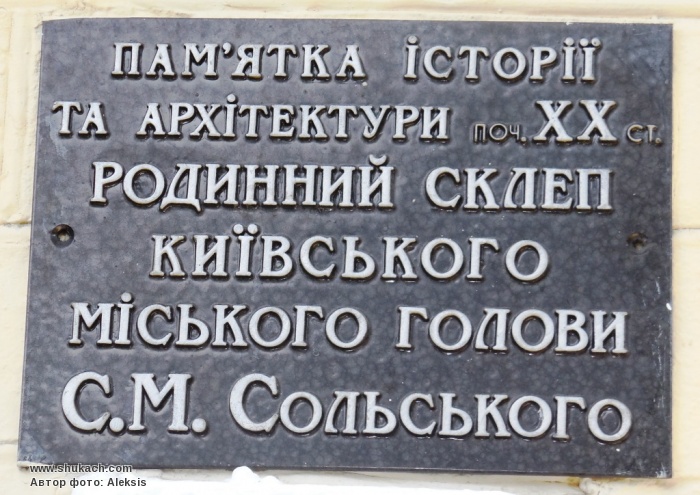 ПАМ'ЯТКА ІСТОРІЇ
ТА АРХІТЕКТУРИ ПОЧ. XX СТ.
РОДИННИЙ СКЛЕП
КИЇВСЬКОГО
МІСЬКОГО ГОЛОВИ
С.М. СОЛЬСЬКОГО
www.shukach.com
Автор фото: Aleksis